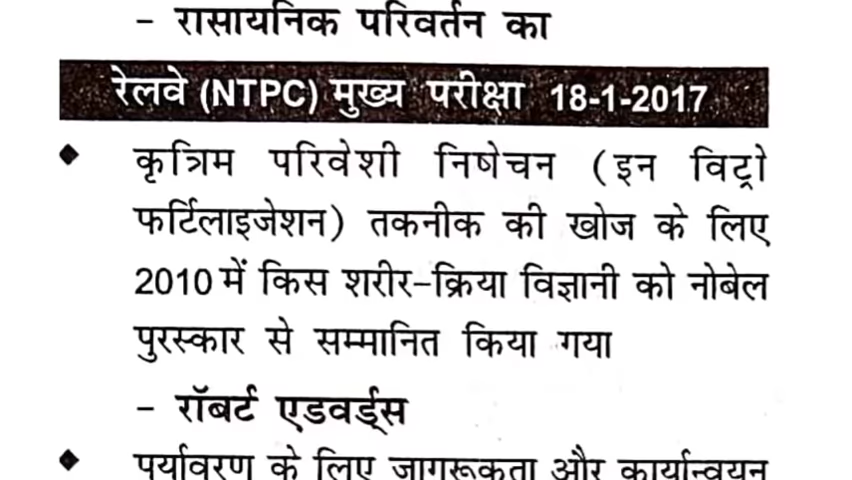 - रासायनिक परिवर्तन का
रेलवे (NTPC) मुख्य परीक्षा 18-1-2017
◆ कृत्रिम परिवेशी निषेचन (इन विट्रो
फर्टिलाइजेशन) तकनीक की खोज के लिए
2010 में किस शरीर-क्रिया विज्ञानी को नोबेल
पुरस्कार से सम्मानित किया गया
- रॉबर्ट एडवर्ड्स
◆ पर्यावरण के लिए जागरूकता और कार्यान्वयन